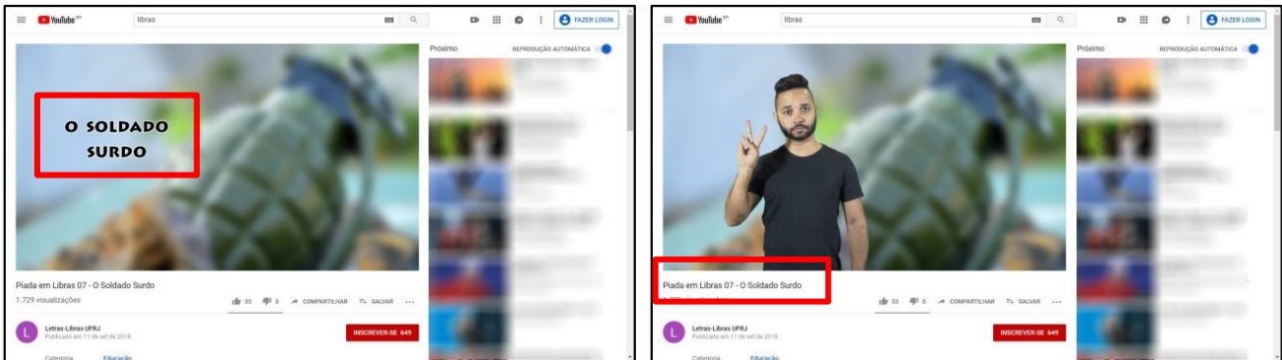 YouTube BR
libras
FAZER LOGIN
O SOLDADO
SURDO
Próximo
REPRODUÇÃO AUTOMÁTICA
Piada em Libras 07 - O Soldado Surdo
1.729 visualizações
33
0
COMPARTILHAR
SALVAR
L
Letras-Libras UFRJ
Publicado em 11 de set de 2018
INSCREVER-SE 649
Categoria Educação
YouTube BR
libras
FAZER LOGIN
Próximo
REPRODUÇÃO AUTOMÁTICA
Piada em Libras 07 - O Soldado Surdo
33
0
COMPARTILHAR
SALVAR
L
Letras-Libras UFRJ
Publicado em 11 de set de 2018
INSCREVER-SE 649
Categoria Educação